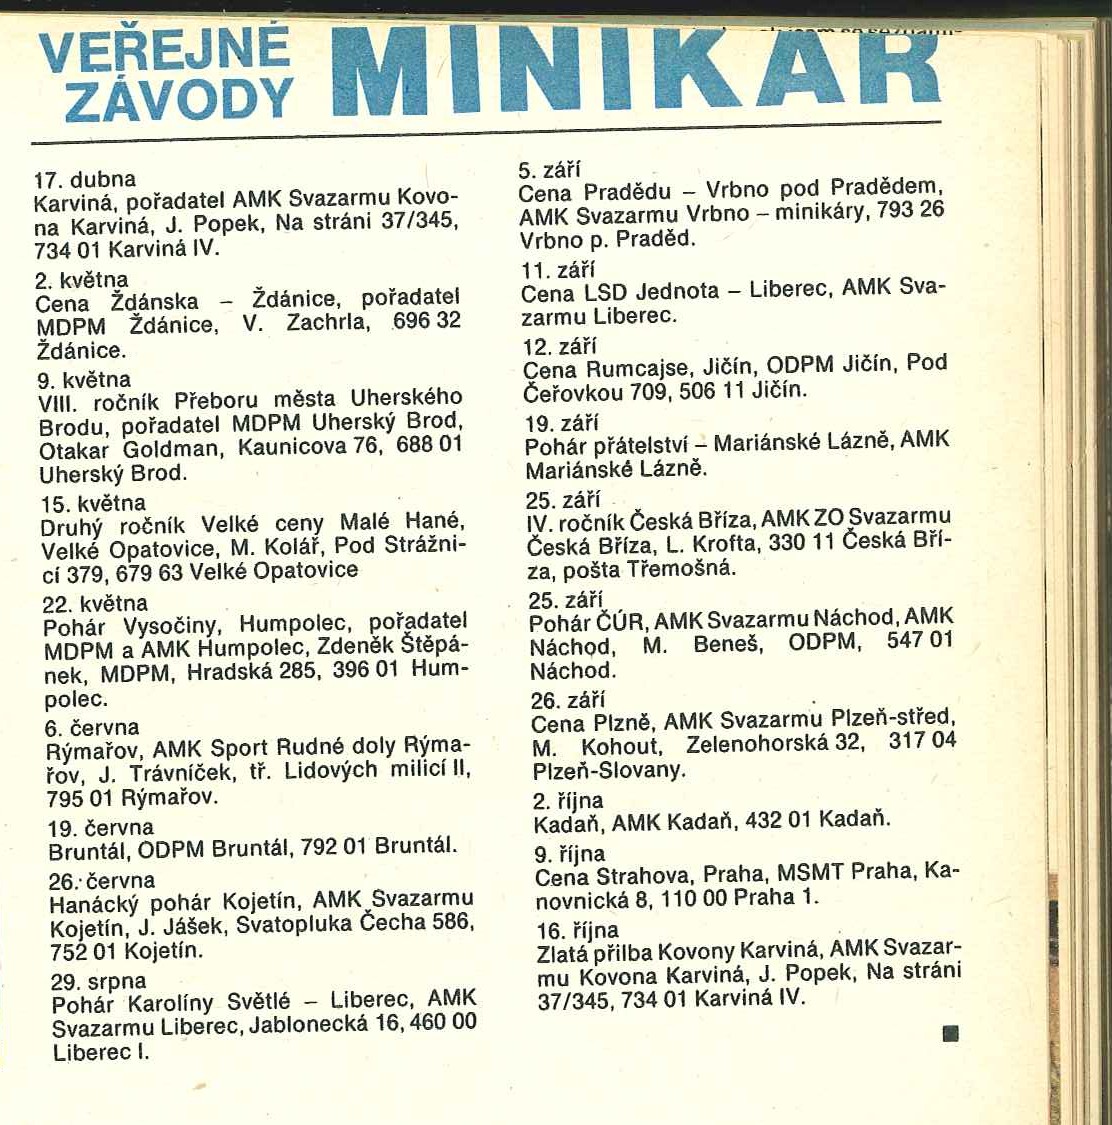 VEŘEJNÉ
ZÁVODY
MINIKAR
17. dubna
Karviná, pořadatel AMK Svazarmu Kovo-
na Karviná, J. Popek, Na stráni 37/345,
734 01 Karviná IV.
2. května
Cena Ždánska – Ždánice, pořadatel
MDPM Ždánice, V. Zachrla, 696 32
Ždánice.
9. května
VIII. ročník Přeboru města Uherského
Brodu, pořadatel MDPM Uherský Brod,
Otakar Goldman, Kaunicova 76, 688 01
Uherský Brod.
15. května
Druhý ročník Velké ceny Malé Hané,
Velké Opatovice, M. Kolář, Pod Strážni-
cí 379, 679 63 Velké Opatovice
22. května
Pohár Vysočiny, Humpolec, pořadatel
MDPM a AMK Humpolec, Zdeněk Štěpá-
nek, MDPM, Hradská 285, 396 01 Hum-
polec.
6. června
Rýmařov, AMK Sport Rudné doly Rýma-
řov, J. Trávníček, tř. Lidových milicí II,
795 01 Rýmařov.
19. června
Bruntál, ODPM Bruntál, 792 01 Bruntál.
26. června
Hanácký pohár Kojetín, AMK Svazarmu
Kojetín, J. Jášek, Svatopluka Čecha 586,
752 01 Kojetín.
29. srpna
Pohár Karolíny Světlé – Liberec, AMK
Svazarmu Liberec, Jablonecká 16, 460 00
Liberec I.
5. září
Cena Pradědu – Vrbno pod Pradědem,
AMK Svazarmu Vrbno – minikáry, 793 26
Vrbno p. Praděd.
11. září
Cena LSD Jednota – Liberec, AMK Sva-
zarmu Liberec.
12. září
Cena Rumcajse, Jičín, ODPM Jičín, Pod
Čeřovkou 709, 506 11 Jičín.
19. září
Pohár přátelství – Mariánské Lázně, AMK
Mariánské Lázně.
25. září
IV. ročník Česká Bříza, AMK ZO Svazarmu
Česká Bříza, L. Krofta, 330 11 Česká Bří-
za, pošta Třemošná.
25. září
Pohár ČÚR, AMK Svazarmu Náchod, AMK
Náchod, M. Beneš, ODPM, 547 01
Náchod.
26. září
Cena Plzně, AMK Svazarmu Plzeň-střed,
M. Kohout, Zelenohorská 32, 317 04
Plzeň-Slovany.
2. října
Kadaň, AMK Kadaň, 432 01 Kadaň.
9. října
Cena Strahova, Praha, MSMT Praha, Ka-
novnická 8, 110 00 Praha 1.
16. října
Zlatá přilba Kovony Karviná, AMK Svazar-
mu Kovona Karviná, J. Popek, Na stráni
37/345, 734 01 Karviná IV.